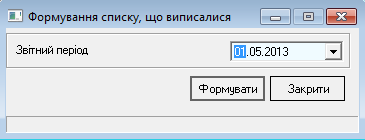 Формування списку, що виписалися
Звітний період 01.05.2013
Формувати Закрити